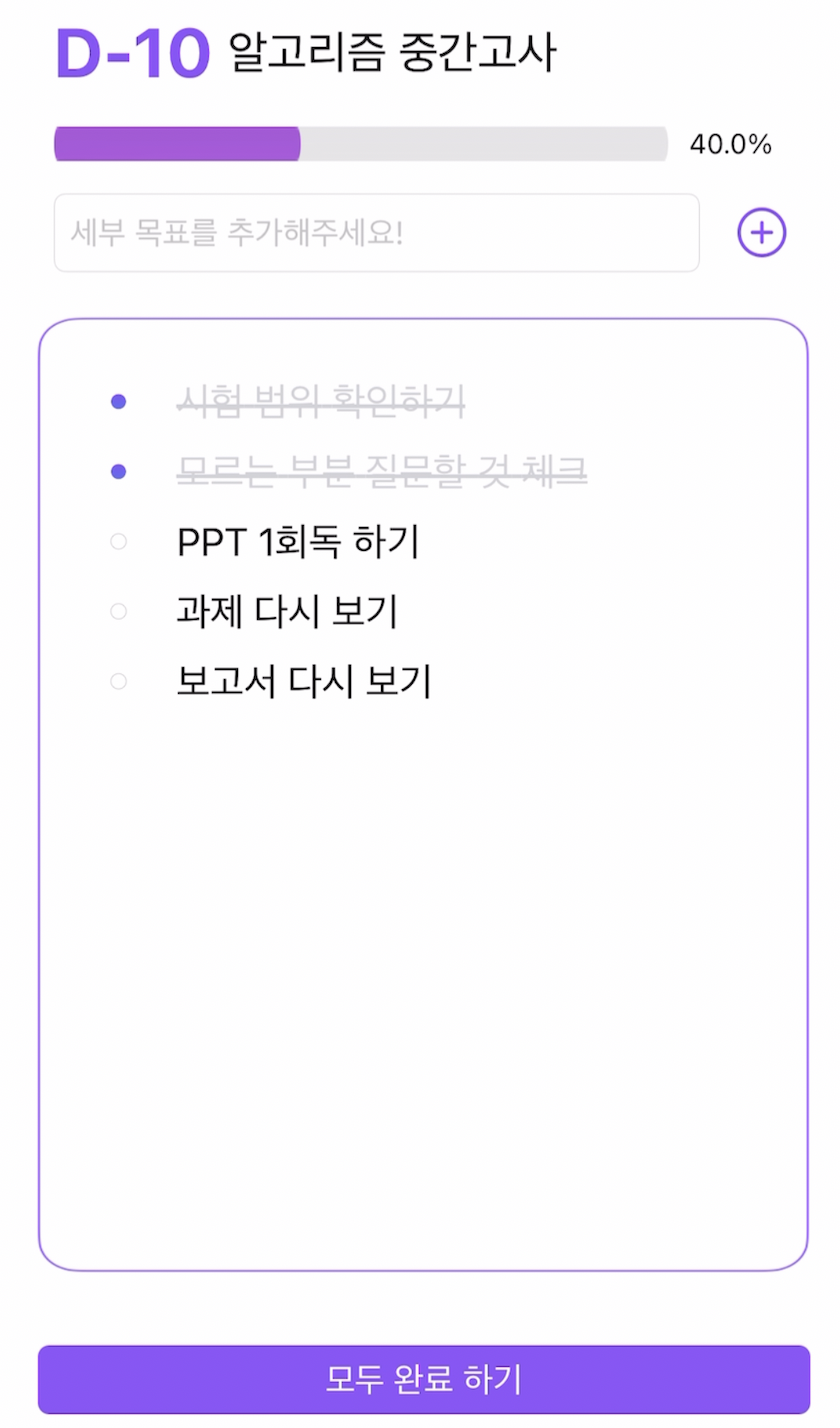 D-10 알고리즘 중간고사
40.0%
세부 목표를 추가해주세요!
시험 범위 확인하기
모르는 부분 질문할 것 체크
PPT 1회독 하기
과제 다시 보기
보고서 다시 보기
모두 완료 하기